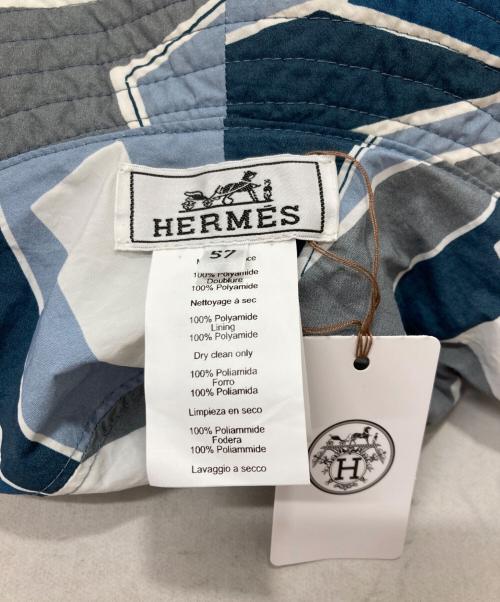 HERMÈS
57
100% Polyamide
Doublure
100% Polyamide
Nettoyage à sec
100% Polyamide
Lining
100% Polyamide
Dry clean only
100% Poliamida
Forro
100% Poliamida
Limpieza en seco
100% Poliammide
Fodera
100% Poliammide
Lavaggio a secco
H